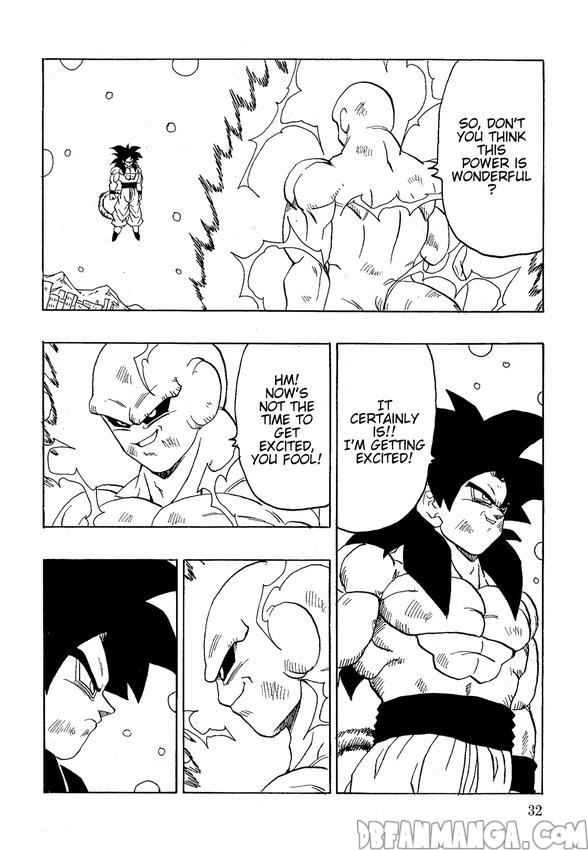 SO, DON'T
YOU THINK
THIS
POWER IS
WONDERFUL
?
IT
CERTAINLY
IS!!
I'M GETTING
EXCITED!
HM!
NOW'S
NOT THE
TIME TO
GET
EXCITED,
YOU FOOL!
32
DBFANMANGA.COM